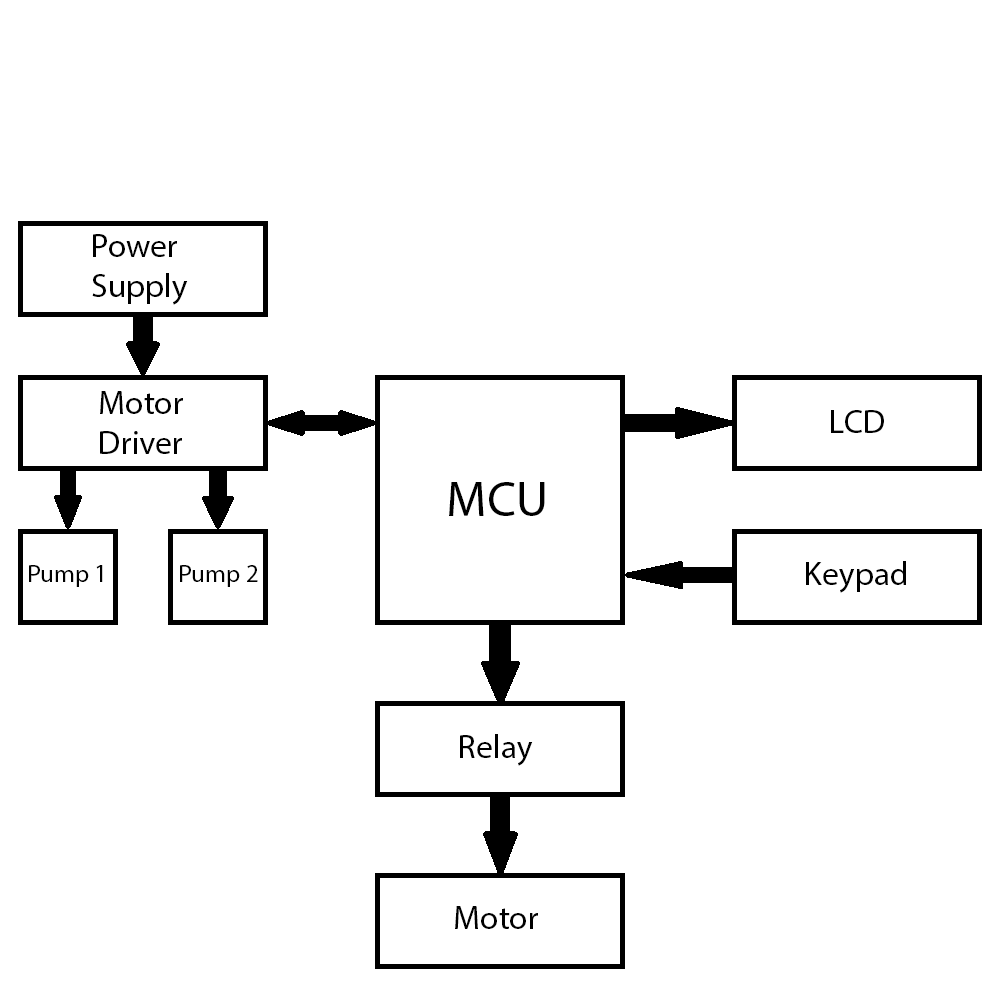 Power
Supply
Motor
Driver
Pump 1
Pump 2
MCU
LCD
Keypad
Relay
Motor